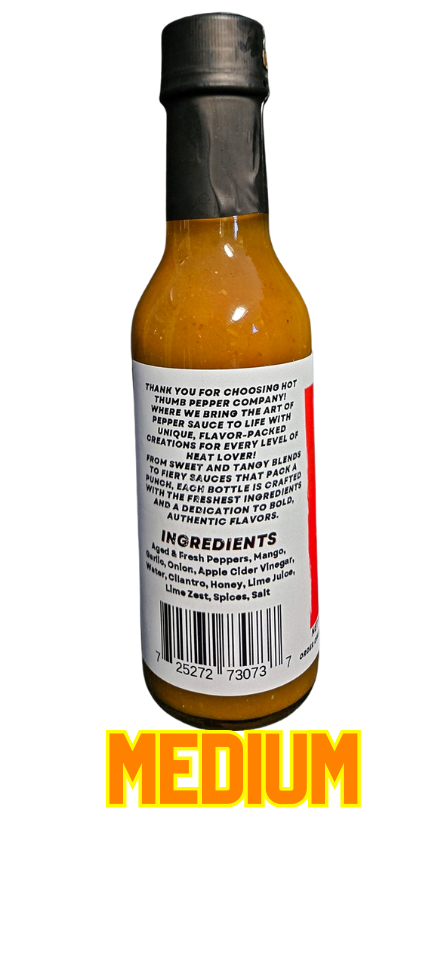 THANK YOU FOR CHOOSING HOT
THUMB PEPPER COMPANY!
WHERE WE BRING THE ART OF
PEPPER SAUCE TO LIFE WITH
UNIQUE, FLAVOR-PACKED
CREATIONS FOR EVERY LEVEL OF
HEAT LOVER!
FROM SWEET AND TANGY BLENDS
TO FIERY SAUCES THAT PACK A
PUNCH, EACH BOTTLE IS CRAFTED
WITH THE FRESHEST INGREDIENTS
AND A DEDICATION TO BOLD,
AUTHENTIC FLAVORS.
INGREDIENTS
Aged & Fresh Peppers, Mango,
Garlic, Onion, Apple Cider Vinegar,
Water, Cilantro, Honey, Lime Juice,
Lime Zest, Spices, Salt
7 25272 73073 7
MEDIUM